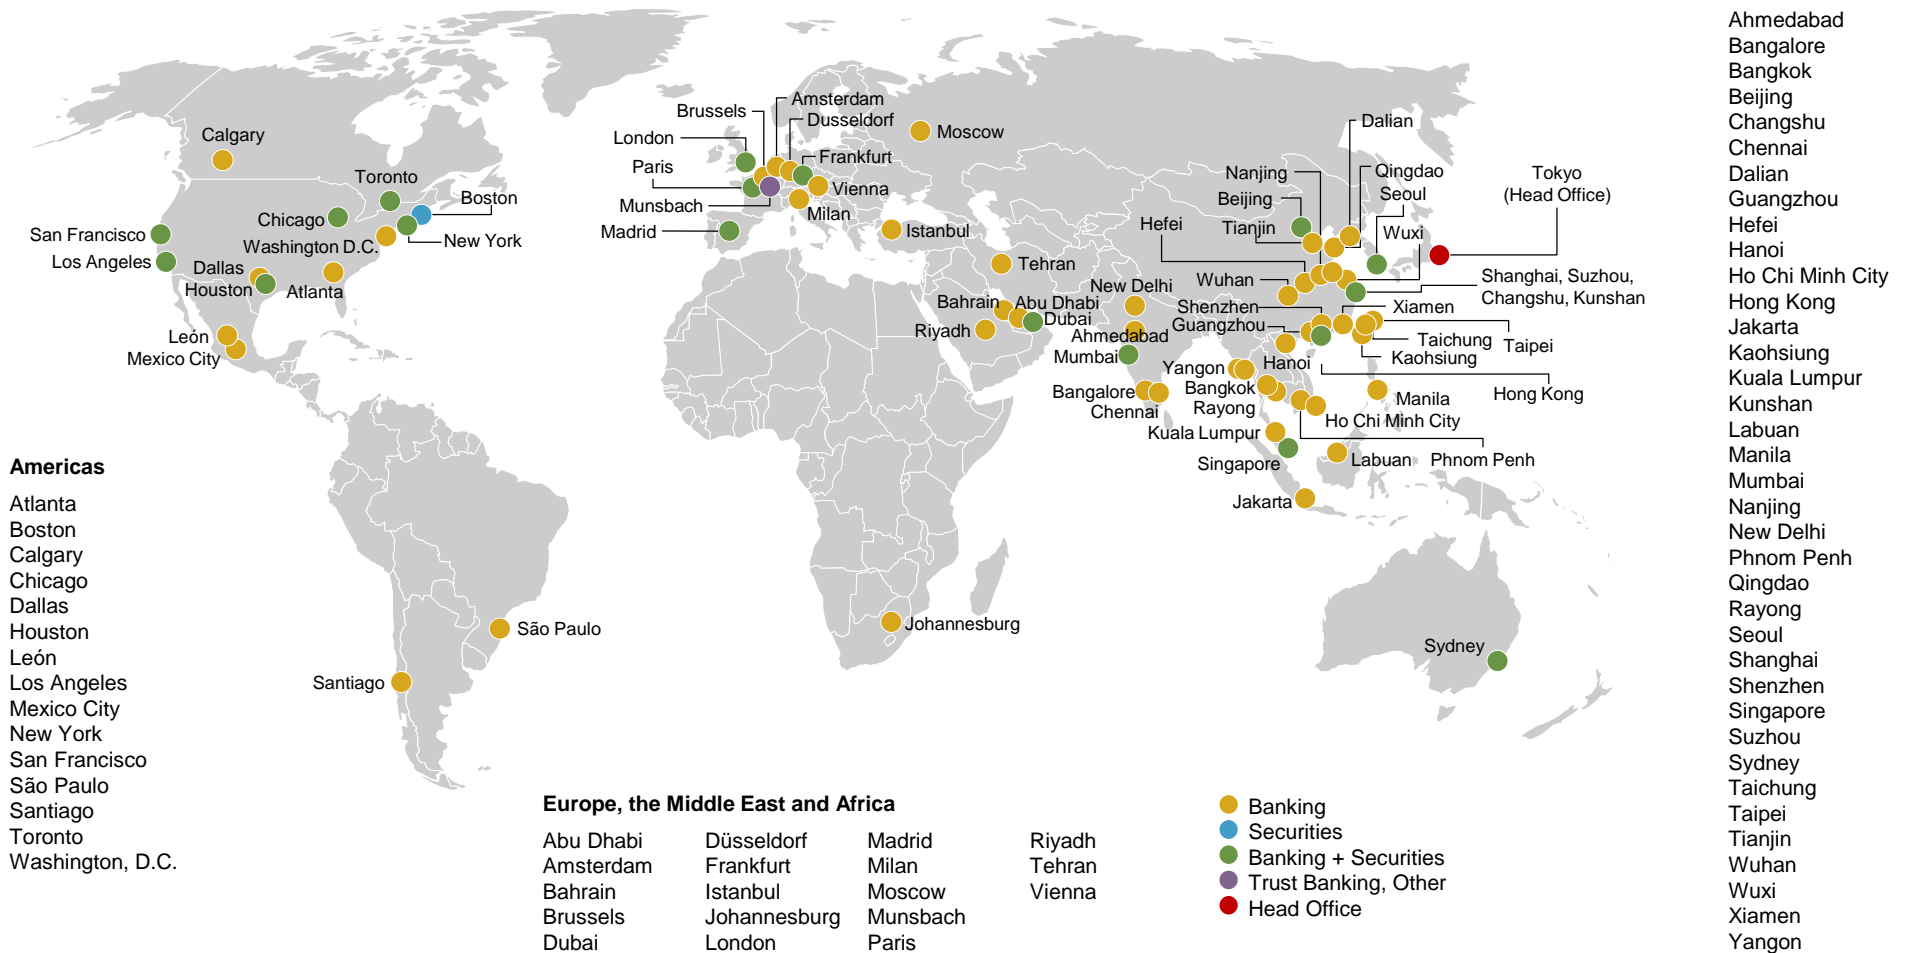 Calgary
Toronto
Boston
Chicago
San Francisco
Washington D.C.
New York
Los Angeles
Dallas
Houston
Atlanta
León
Mexico City
São Paulo
Santiago
Brussels
Amsterdam
Dusseldorf
London
Moscow
Paris
Frankfurt
Vienna
Munsbach
Milan
Madrid
Istanbul
Tehran
Bahrain
Abu Dhabi
Dubai
Riyadh
Johannesburg
Dalian
Nanjing
Qingdao
Beijing
Seoul
Tokyo
(Head Office)
Hefei
Tianjin
Wuxi
Wuhan
Shanghai, Suzhou,
Changshu, Kunshan
New Delhi
Shenzhen
Xiamen
Guangzhou
Ahmedabad
Taichung
Taipei
Mumbai
Kaohsiung
Hanoi
Yangon
Bangalore
Bangkok
Hong Kong
Chennai
Rayong
Manila
Ho Chi Minh City
Kuala Lumpur
Singapore
Labuan
Phnom Penh
Jakarta
Sydney
Americas
Atlanta
Boston
Calgary
Chicago
Dallas
Houston
León
Los Angeles
Mexico City
New York
San Francisco
São Paulo
Santiago
Toronto
Washington, D.C.
Europe, the Middle East and Africa
Abu Dhabi
Amsterdam
Bahrain
Brussels
Dubai
Düsseldorf
Frankfurt
Istanbul
Johannesburg
London
Madrid
Milan
Moscow
Munsbach
Paris
Riyadh
Tehran
Vienna
Banking
Securities
Banking + Securities
Trust Banking, Other
Head Office
Ahmedabad
Bangalore
Bangkok
Beijing
Changshu
Chennai
Dalian
Guangzhou
Hefei
Hanoi
Ho Chi Minh City
Hong Kong
Jakarta
Kaohsiung
Kuala Lumpur
Kunshan
Labuan
Manila
Mumbai
Nanjing
New Delhi
Phnom Penh
Qingdao
Rayong
Seoul
Shanghai
Shenzhen
Singapore
Suzhou
Sydney
Taichung
Taipei
Tianjin
Wuhan
Wuxi
Xiamen
Yangon